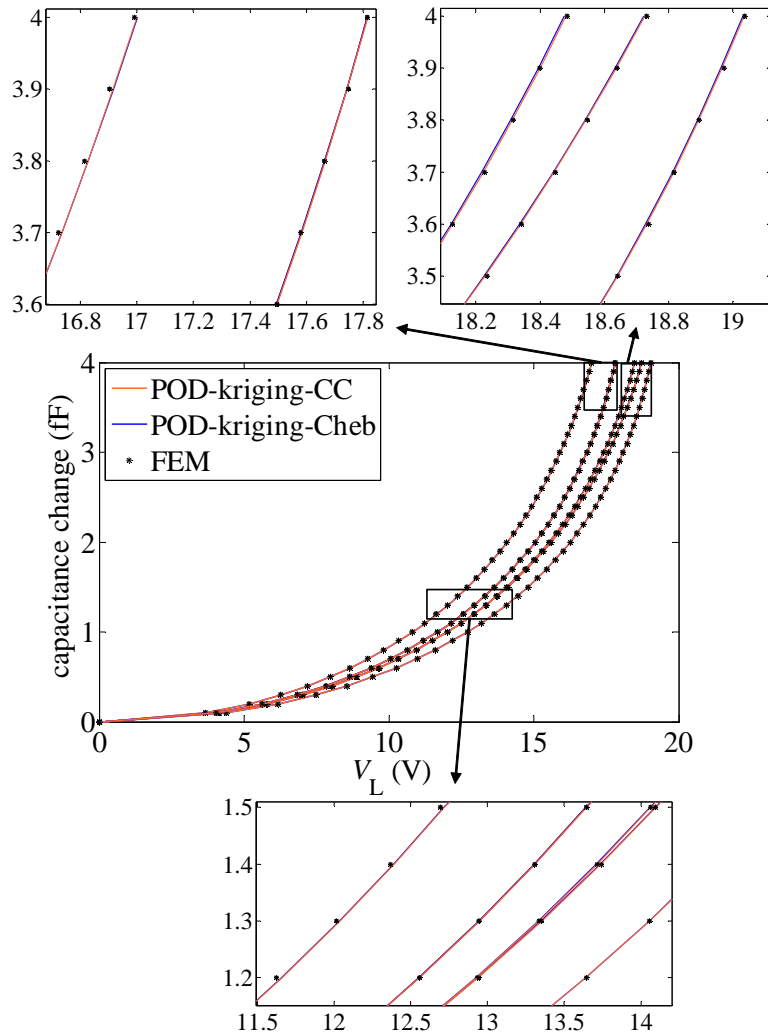 4
3.9
3.8
3.7
3.6
16.8 17 17.2 17.4 17.6 17.8
4
3.9
3.8
3.7
3.6
3.5
18.2 18.4 18.6 18.8 19
capacitance change (fF)
4
3
2
1
0
POD-kriging-CC
POD-kriging-Cheb
FEM
0 5 10 15 20
V_L (V)
1.5
1.4
1.3
1.2
11.5 12 12.5 13 13.5 14